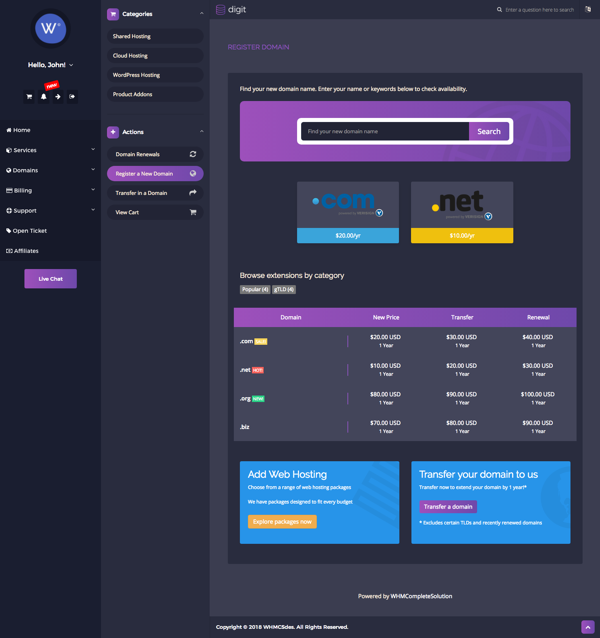 W
Hello, John!
new
Home
Services
Domains
Billing
Support
Open Ticket
Affiliates
Live Chat
Categories
Shared Hosting
Cloud Hosting
WordPress Hosting
Product Addons
Actions
Domain Renewals
Register a New Domain
Transfer in a Domain
View Cart
digit
Enter a question here to search
REGISTER DOMAIN
Find your new domain name. Enter your name or keywords below to check availability.
Find your new domain name
Search
.com
powered by VERISIGN
$20.00/yr
.net
powered by VERISIGN
$10.00/yr
Browse extensions by category
Popular (4) gTLD (4)
Domain New Price Transfer Renewal
.com SALE $20.00 USD $30.00 USD $40.00 USD
1 Year 1 Year 1 Year
.net HOT! $10.00 USD $20.00 USD $30.00 USD
1 Year 1 Year 1 Year
.org NEW $80.00 USD $90.00 USD $100.00 USD
1 Year 1 Year 1 Year
.biz $70.00 USD $80.00 USD $90.00 USD
1 Year 1 Year 1 Year
Add Web Hosting
Choose from a range of web hosting packages
We have packages designed to fit every budget
Explore packages now
Transfer your domain to us
Transfer now to extend your domain by 1 year!*
Transfer a domain
* Excludes certain TLDs and recently renewed domains
Powered by WHMCompleteSolution
Copyright © 2018 WHMCSdes. All Rights Reserved.